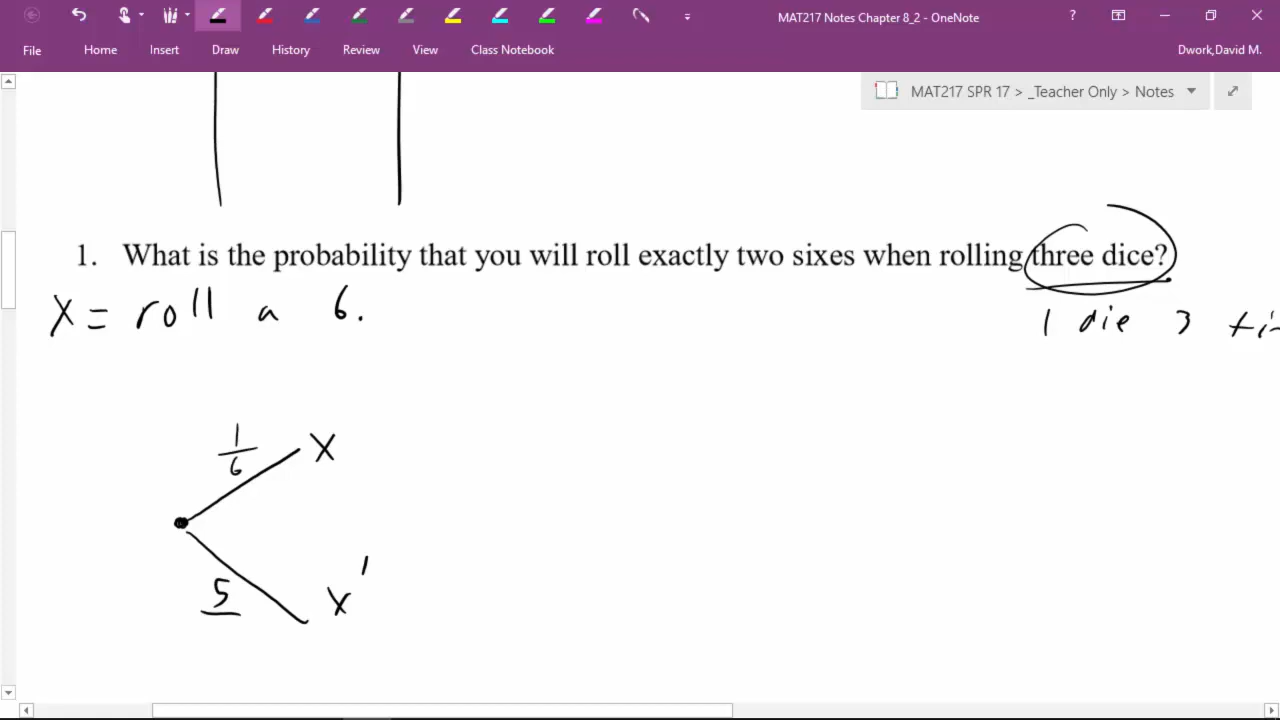 MAT217 Notes Chapter 8_2 - OneNote
?
File Home Insert Draw History Review View Class Notebook
Dwork,David M.
MAT217 SPR 17 > _Teacher Only > Notes
1. What is the probability that you will roll exactly two sixes when rolling three dice?
X = roll a 6.
1 die 3
1/6 X
5 X'